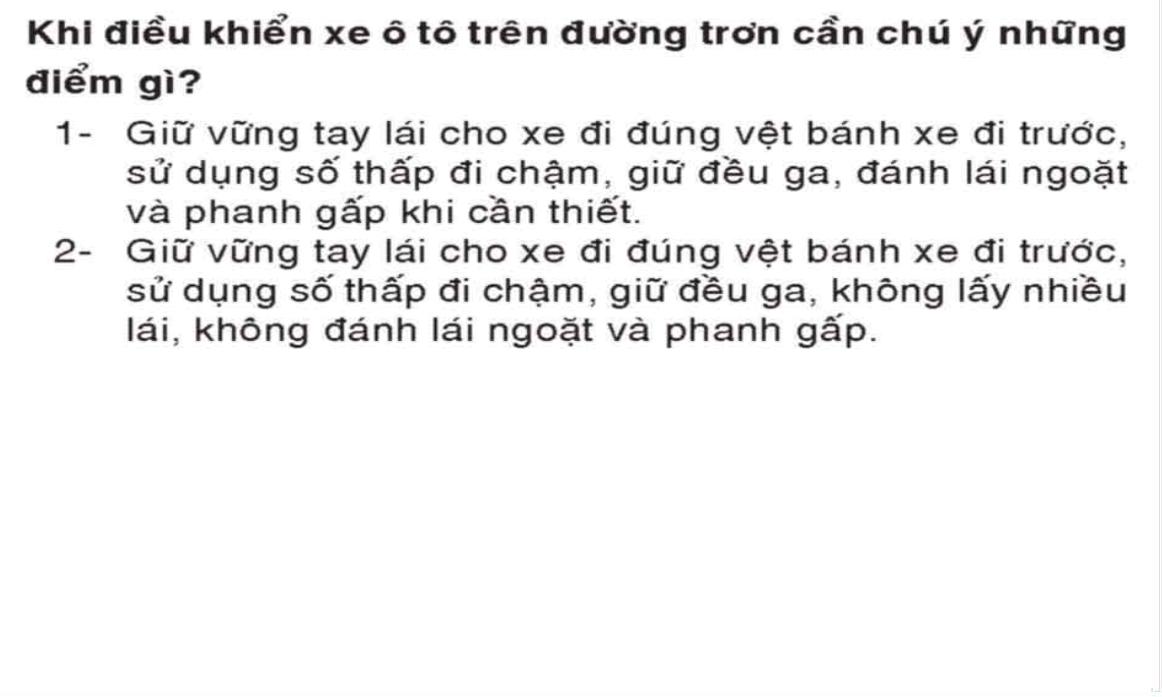 Khi điều khiển xe ô tô trên đường trơn cần chú ý những
điểm gì?
1- Giữ vững tay lái cho xe đi đúng vệt bánh xe đi trước,
sử dụng số thấp đi chậm, giữ đều ga, đánh lái ngoặt
và phanh gấp khi cần thiết.
2- Giữ vững tay lái cho xe đi đúng vệt bánh xe đi trước,
sử dụng số thấp đi chậm, giữ đều ga, không lấy nhiều
lái, không đánh lái ngoặt và phanh gấp.